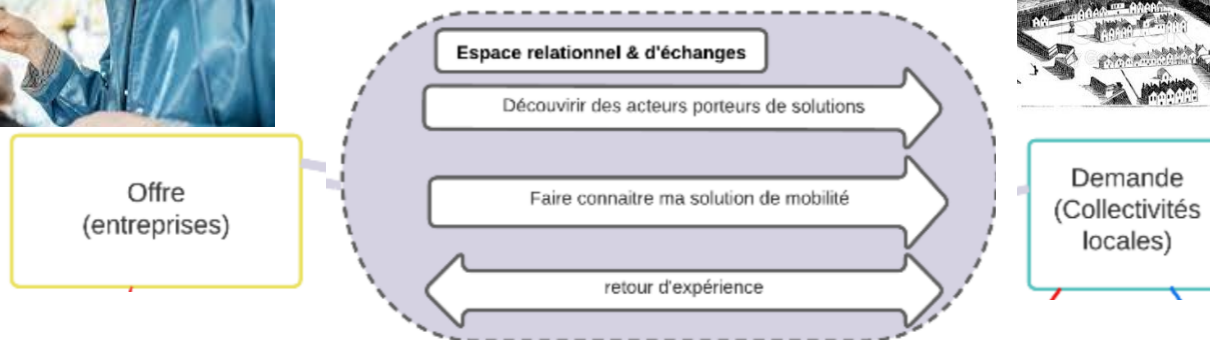 Espace relationnel & d'échanges
Découvirir des acteurs porteurs de solutions
Faire connaitre ma solution de mobilité
retour d'expérience
Offre
(entreprises)
Demande
(Collectivités
locales)